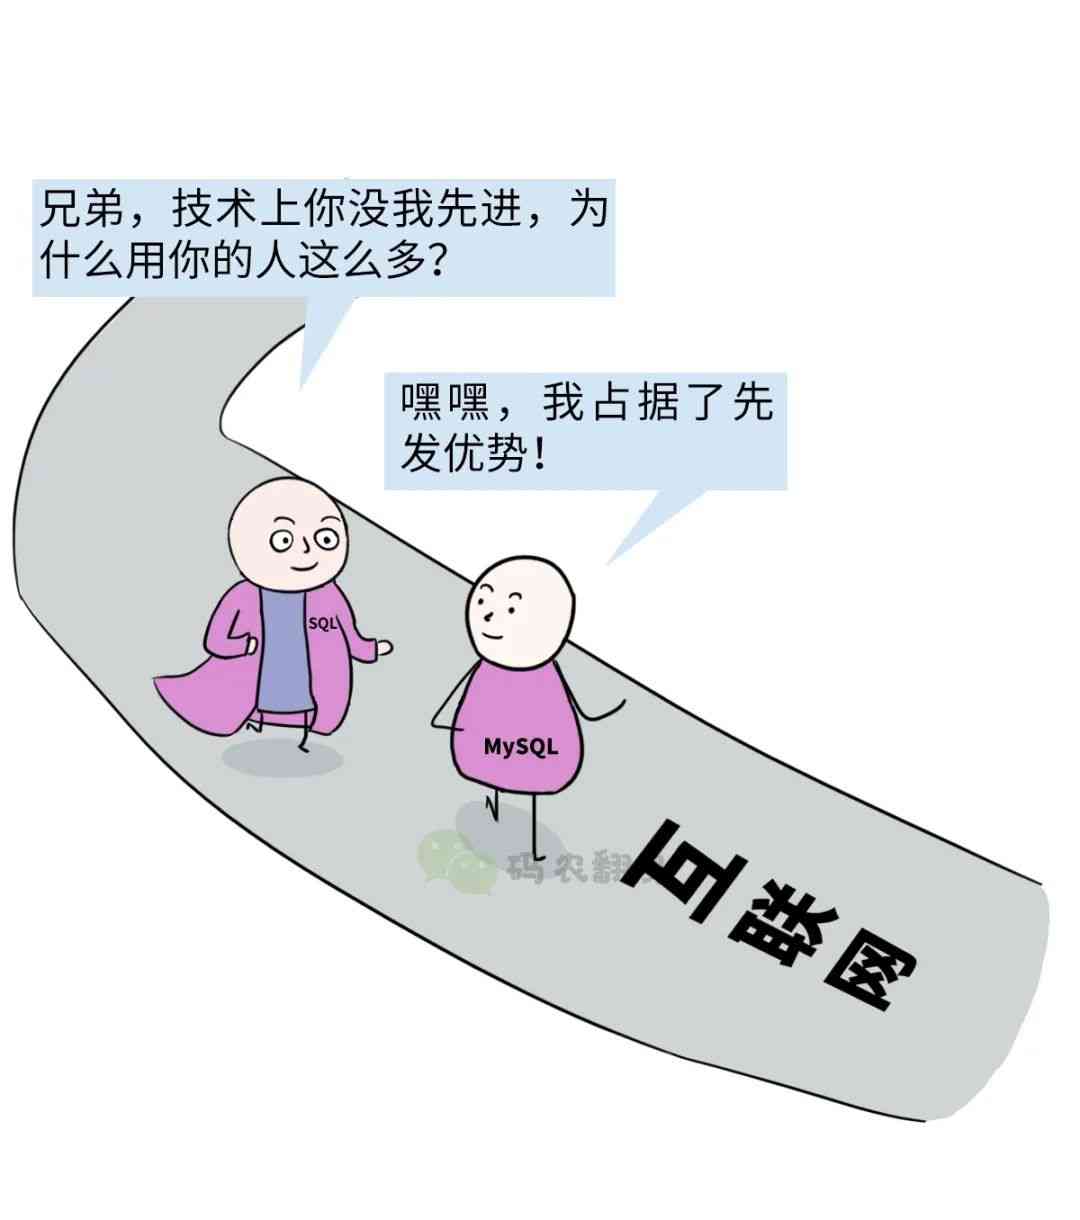 兄弟，技术上你没我先进，为
什么用你的人这么多？
嘿嘿，我占据了先
发优势！
SQL
MySQL
码农翻
互联网